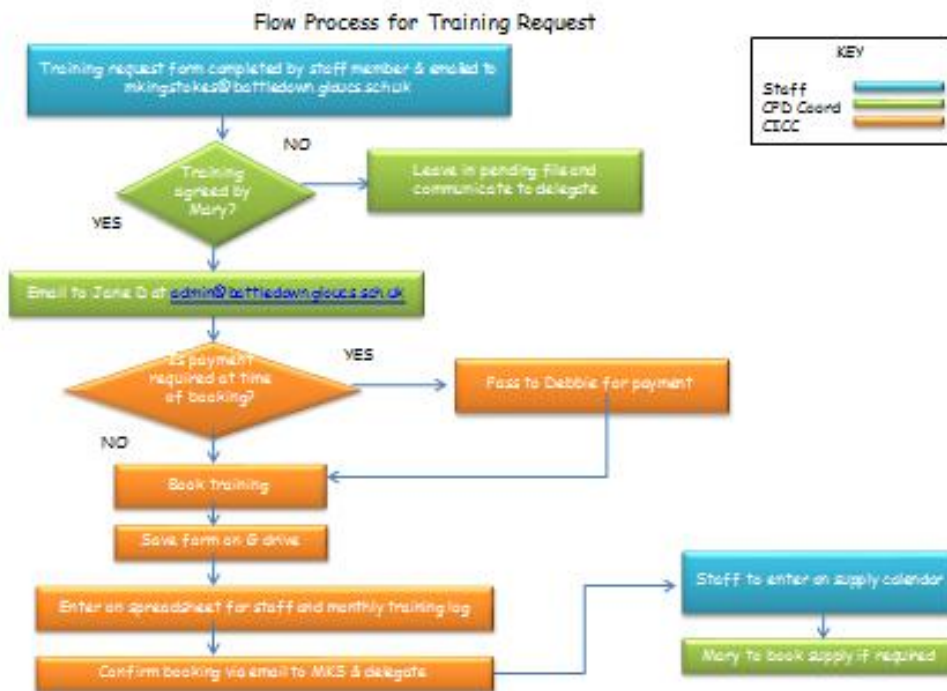 Flow Process for Training Request
KEY
Staff
CPD Coord
CICC
Training request form completed by staff member & emailed to
mkingstokes@battledown.gloucs.sch.uk
Training
agreed by
Mary?
NO
Leave in pending file and
communicate to delegate
YES
Email to Jane D at admin@battledown.gloucs.sch.uk
Is payment
required at time
of booking?
YES
Pass to Debbie for payment
NO
Book training
Save form on G drive
Enter on spreadsheet for staff and monthly training log
Confirm booking via email to MKS & delegate
Staff to enter on supply calendar
Mary to book supply if required